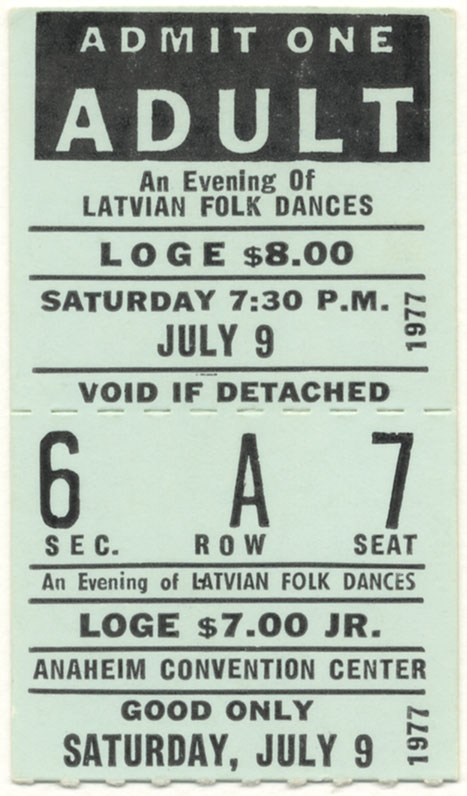 ADMIT ONE
ADULT
An Evening Of
LATVIAN FOLK DANCES
LOGE $8.00
SATURDAY 7:30 P.M.
JULY 9
1977
VOID IF DETACHED
6 A 7
SEC. ROW SEAT
An Evening of LATVIAN FOLK DANCES
LOGE $7.00 JR.
ANAHEIM CONVENTION CENTER
GOOD ONLY
SATURDAY, JULY 9
1977